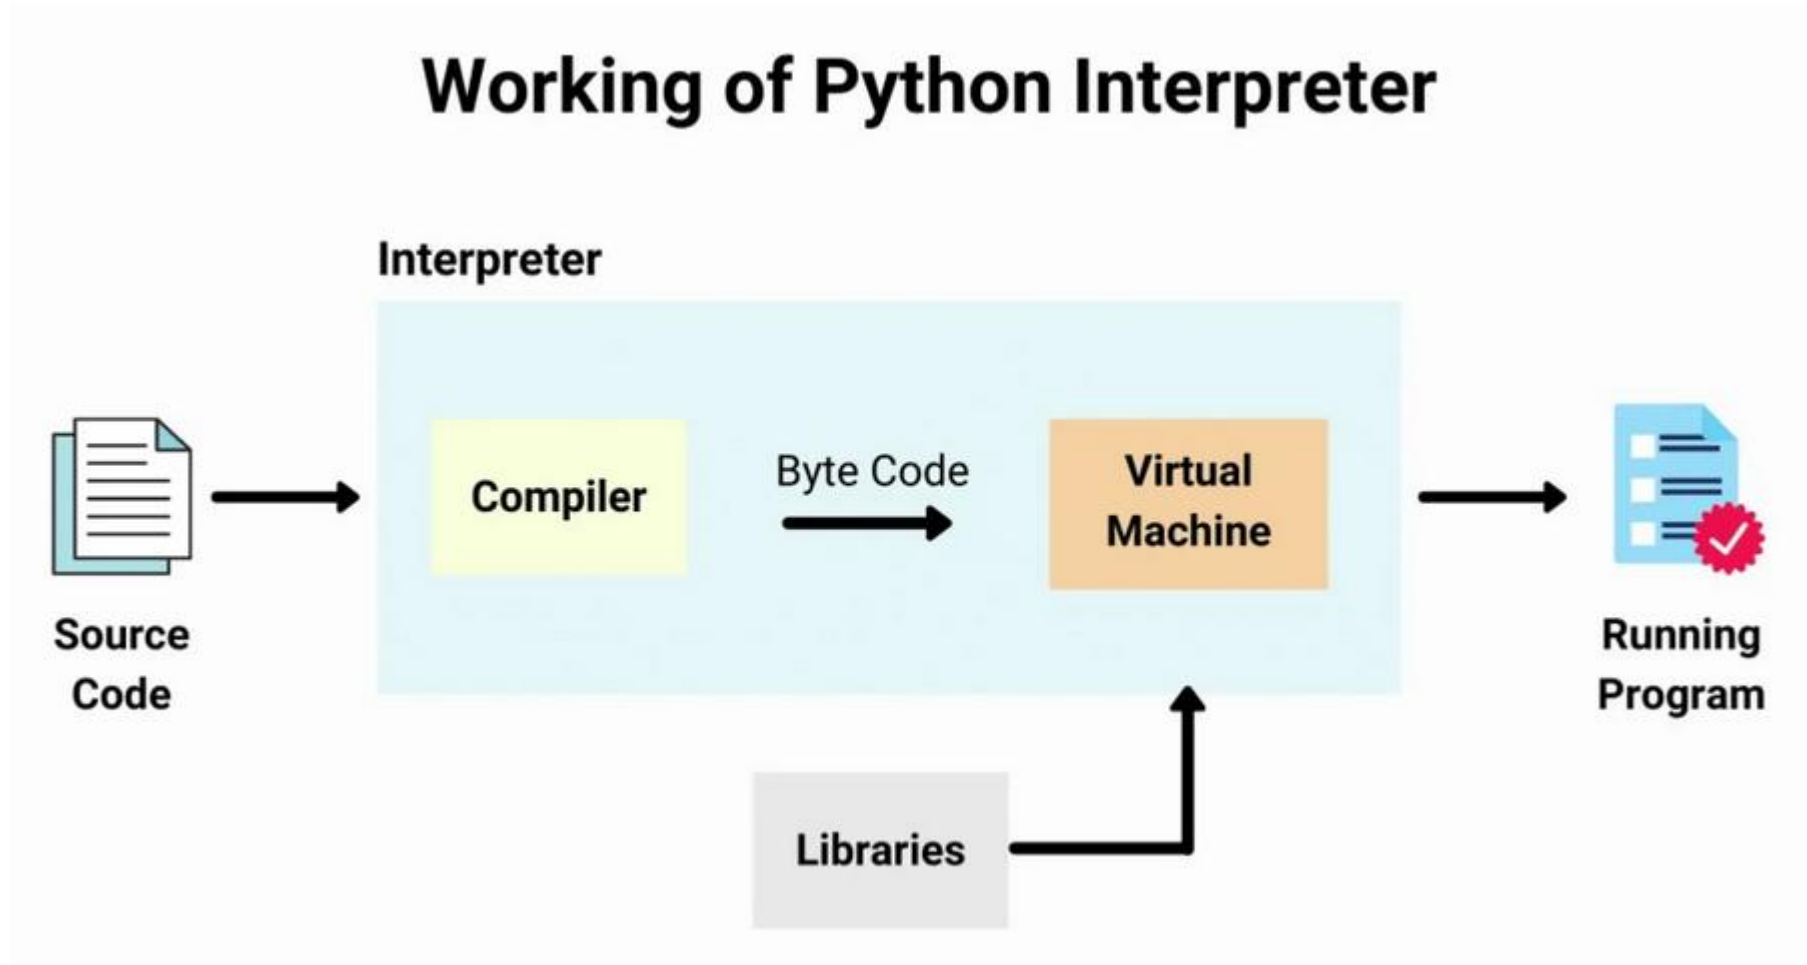 Working of Python Interpreter
Interpreter
Source
Code
Compiler
Byte Code
Virtual
Machine
Running
Program
Libraries